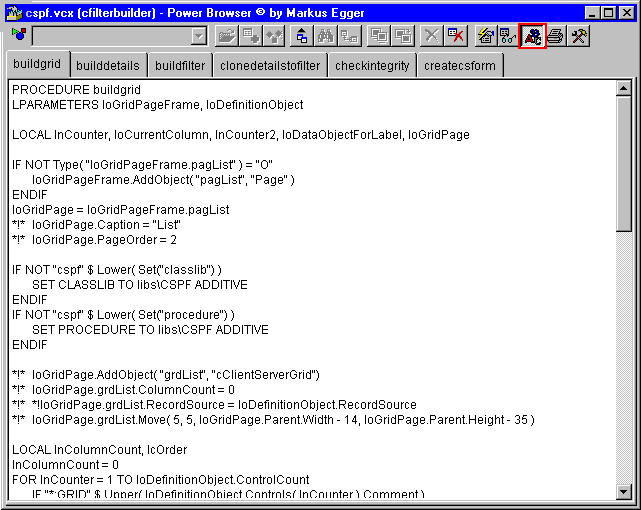 cspf.vcx (cfilterbuilder) - Power Browser © by Markus Egger
buildgrid builddetails buildfilter clonedetailstofilter checkintegrity createcsform
PROCEDURE buildgrid
LPARAMETERS loGridPageFrame, loDefinitionObject
LOCAL lnCounter, loCurrentColumn, lnCounter2, loDataObjectForLabel, loGridPage
IF NOT Type( "loGridPageFrame.pagList" ) = "O"
loGridPageFrame.AddObject( "pagList", "Page" )
ENDIF
loGridPage = loGridPageFrame.pagList
*!* loGridPage.Caption = "List"
*!* loGridPage.PageOrder = 2
IF NOT "cspf" $ Lower( Set("classlib") )
SET CLASSLIB TO libs\CSPF ADDITIVE
ENDIF
IF NOT "cspf" $ Lower( Set("procedure") )
SET PROCEDURE TO libs\CSPF ADDITIVE
ENDIF
*!* loGridPage.AddObject( "grdList", "cClientServerGrid")
*!* loGridPage.grdList.ColumnCount = 0
*!* *!loGridPage.grdList.RecordSource = loDefinitionObject.RecordSource
*!* loGridPage.grdList.Move( 5, 5, loGridPage.Parent.Width - 14, loGridPage.Parent.Height - 35 )
LOCAL lnColumnCount, lcOrder
lnColumnCount = 0
FOR lnCounter = 1 TO loDefinitionObject.ControlCount
IF "*:GRID" $ Upper( loDefinitionObject.Controls( lnCounter ).Comment )